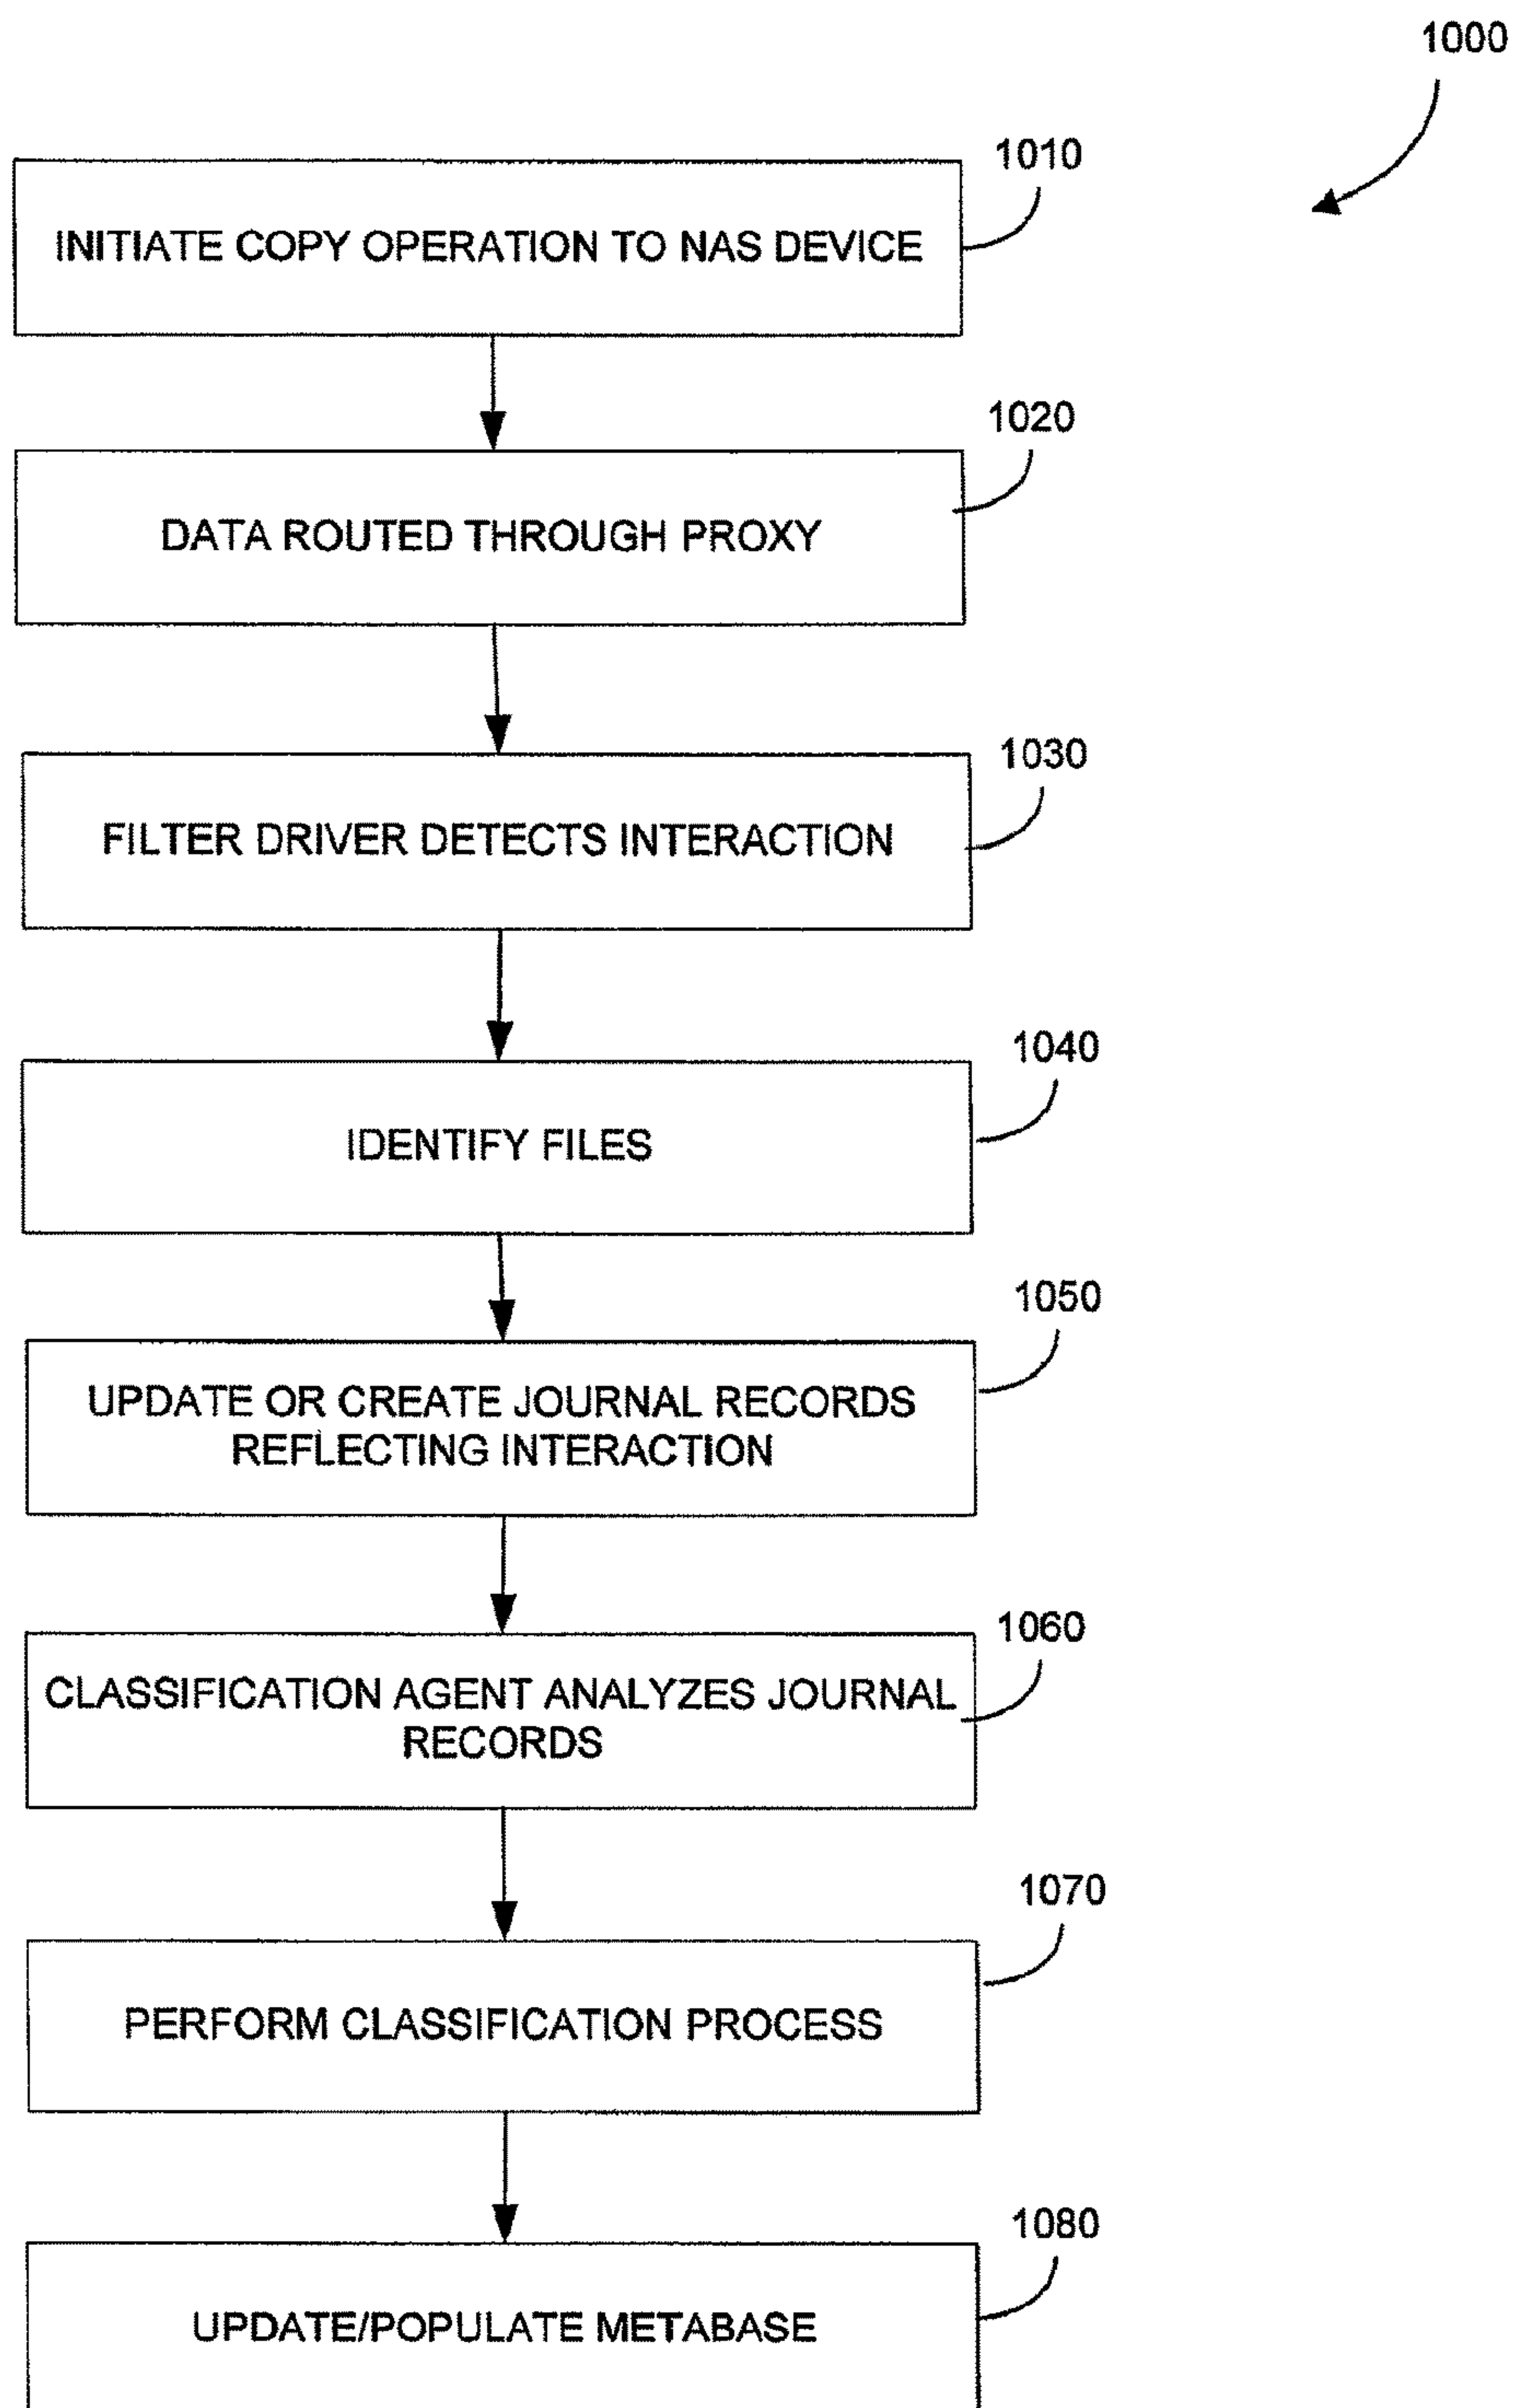 1000
1010
INITIATE COPY OPERATION TO NAS DEVICE
1020
DATA ROUTED THROUGH PROXY
1030
FILTER DRIVER DETECTS INTERACTION
1040
IDENTIFY FILES
1050
UPDATE OR CREATE JOURNAL RECORDS
REFLECTING INTERACTION
1060
CLASSIFICATION AGENT ANALYZES JOURNAL
RECORDS
1070
PERFORM CLASSIFICATION PROCESS
1080
UPDATE/POPULATE METABASE